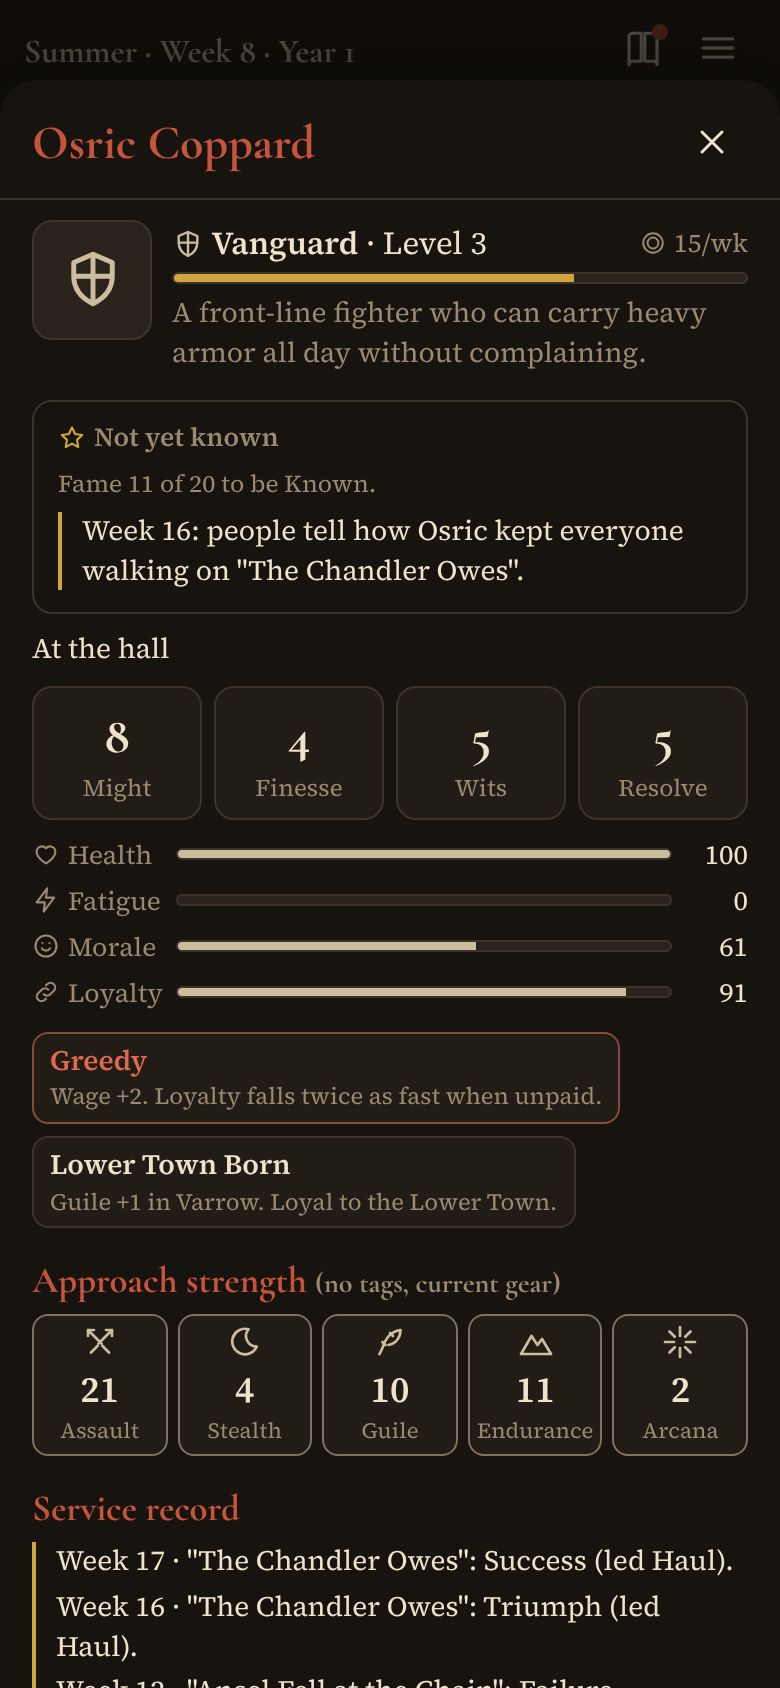 Summer · Week 8 · Year 1
Osric Coppard
Vanguard · Level 3
15/wk
A front-line fighter who can carry heavy
armor all day without complaining.
Not yet known
Fame 11 of 20 to be Known.
Week 16: people tell how Osric kept everyone
walking on "The Chandler Owes".
At the hall
8
Might
4
Finesse
5
Wits
5
Resolve
Health 100
Fatigue 0
Morale 61
Loyalty 91
Greedy
Wage +2. Loyalty falls twice as fast when unpaid.
Lower Town Born
Guile +1 in Varrow. Loyal to the Lower Town.
Approach strength (no tags, current gear)
21
Assault
4
Stealth
10
Guile
11
Endurance
2
Arcana
Service record
Week 17 · "The Chandler Owes": Success (led Haul).
Week 16 · "The Chandler Owes": Triumph (led
Haul).